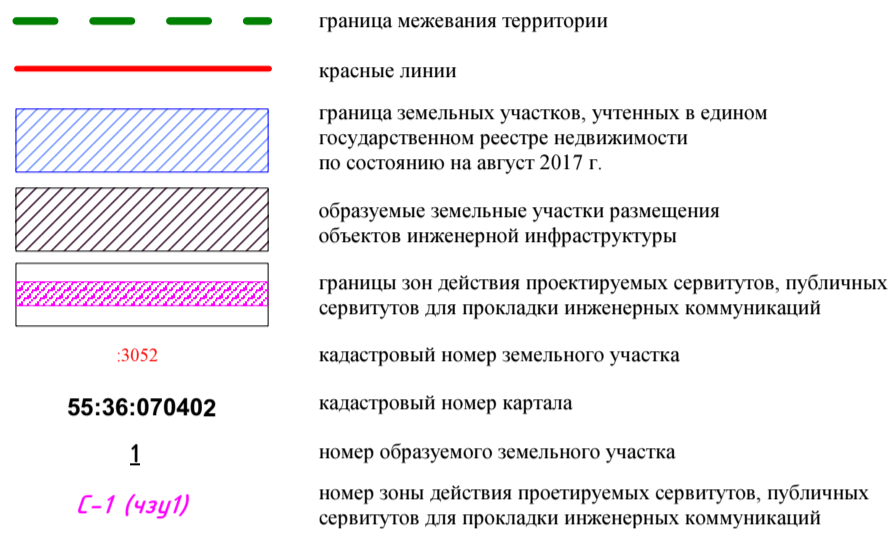 граница межевания территории
красные линии
граница земельных участков, учтенных в едином
государственном реестре недвижимости
по состоянию на август 2017 г.
образуемые земельные участки размещения
объектов инженерной инфраструктуры
границы зон действия проектируемых сервитутов, публичных
сервитутов для прокладки инженерных коммуникаций
:3052 кадастровый номер земельного участка
55:36:070402 кадастровый номер картала
1 номер образуемого земельного участка
С-1 (чзу1) номер зоны действия проетируемых сервитутов, публичных
сервитутов для прокладки инженерных коммуникаций